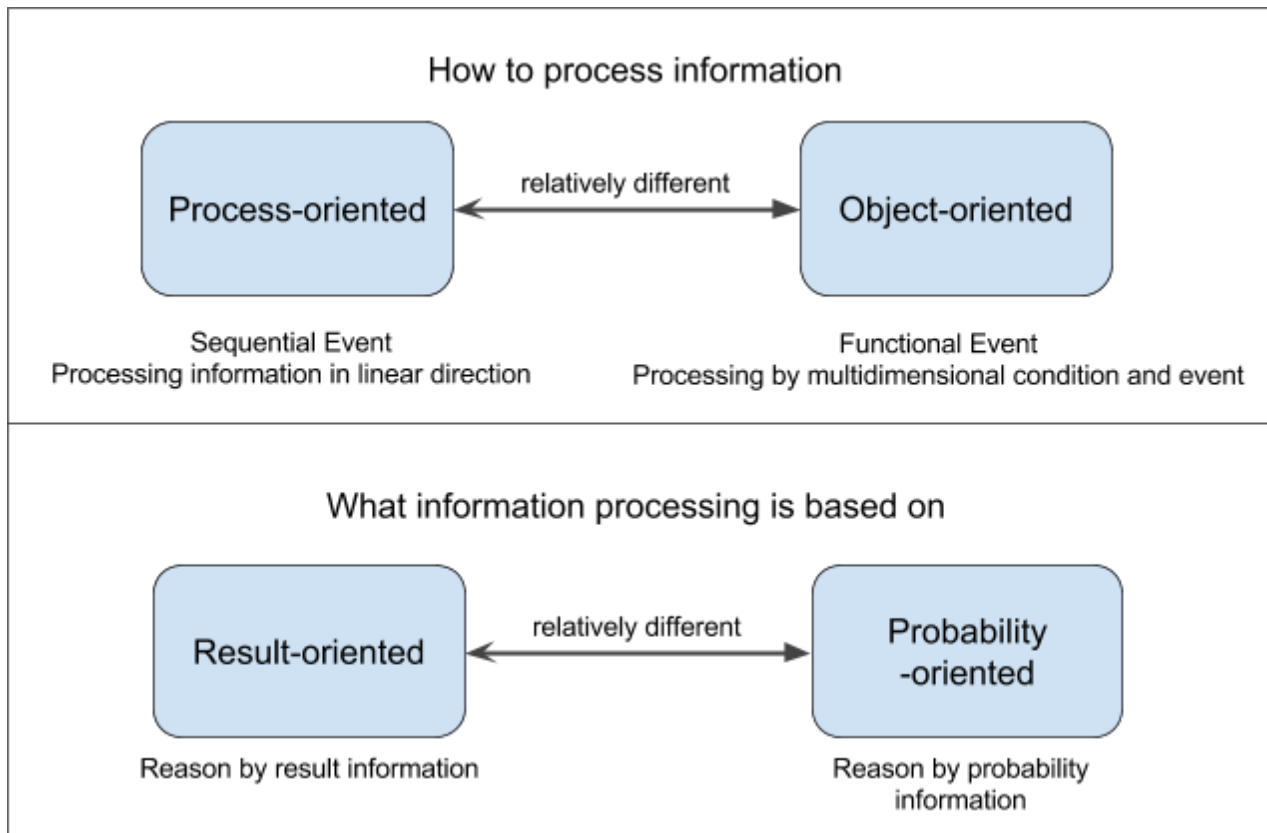 How to process information
Process-oriented
relatively different
Object-oriented
Sequential Event
Processing information in linear direction
Functional Event
Processing by multidimensional condition and event
What information processing is based on
Result-oriented
relatively different
Probability
-oriented
Reason by result information
Reason by probability
information